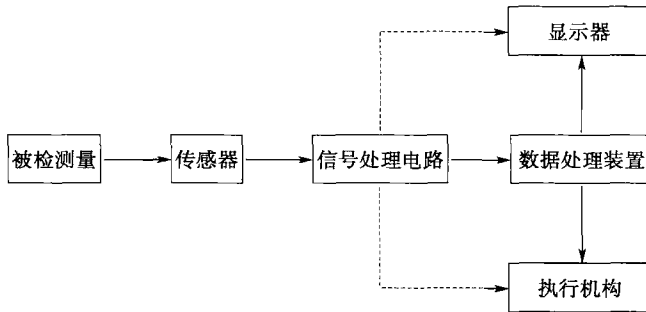 显示器
被检测量
传感器
信号处理电路
数据处理装置
执行机构